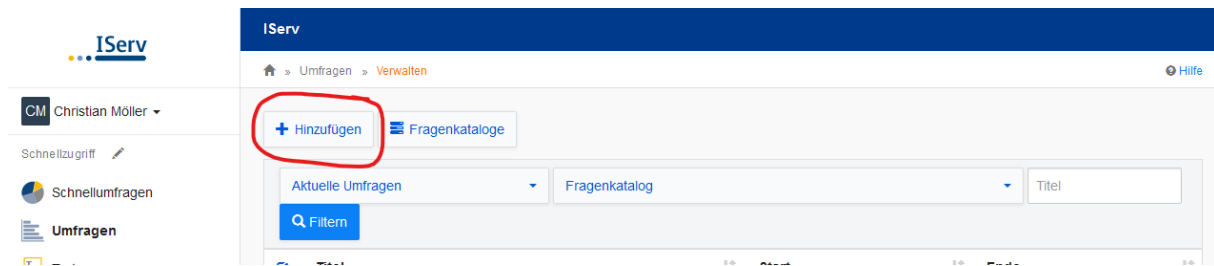 IServ
IServ
» Umfragen » Verwalten
Hilfe
CM Christian Möller
Schnellzugriff
Schnellumfragen
Umfragen
+ Hinzufügen
Fragenkataloge
Aktuelle Umfragen
Fragenkatalog
Titel
Filtern
Titel
Start
Ende